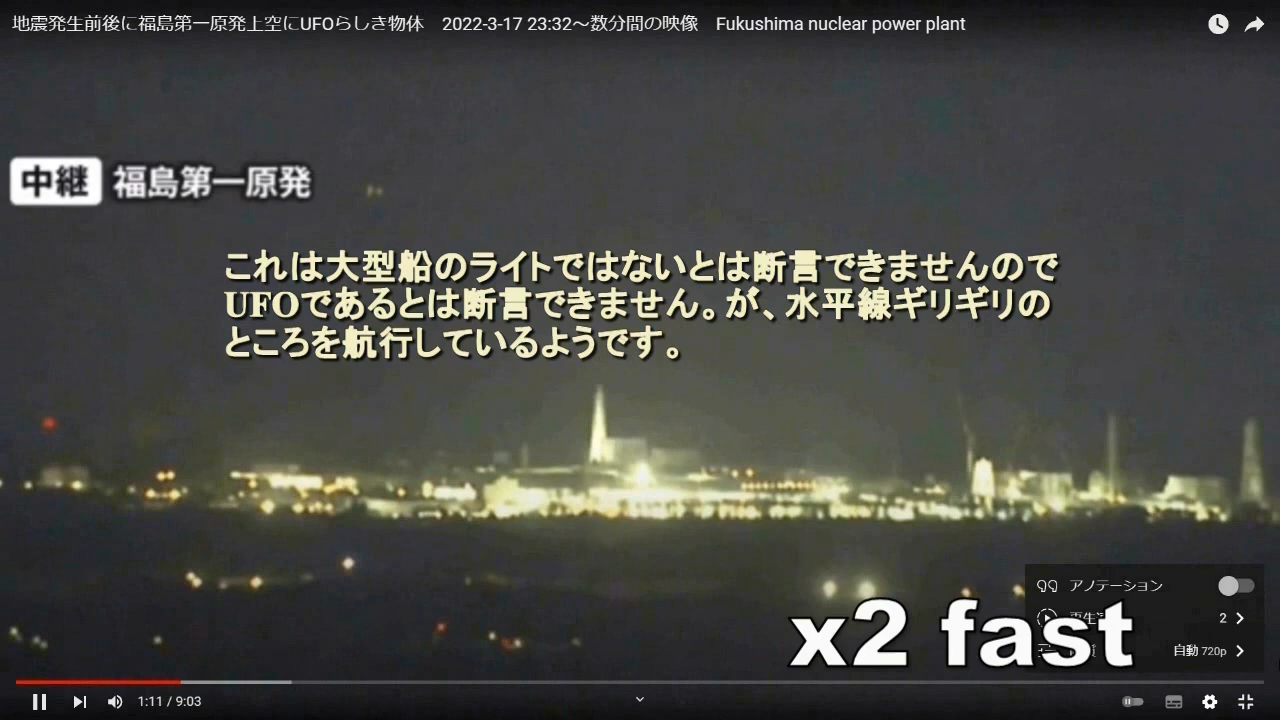 地震発生前後に福島第一原発上空にUFOらしき物体　2022-3-17 23:32～数分間の映像　Fukushima nuclear power plant
中継 福島第一原発
これは大型船のライトではないとは断言できませんので
UFOであるとは断言できません。が、水平線ギリギリの
ところを航行しているようです。
アノテーション
2
自動 720p
x2 fast
1:11 / 9:03